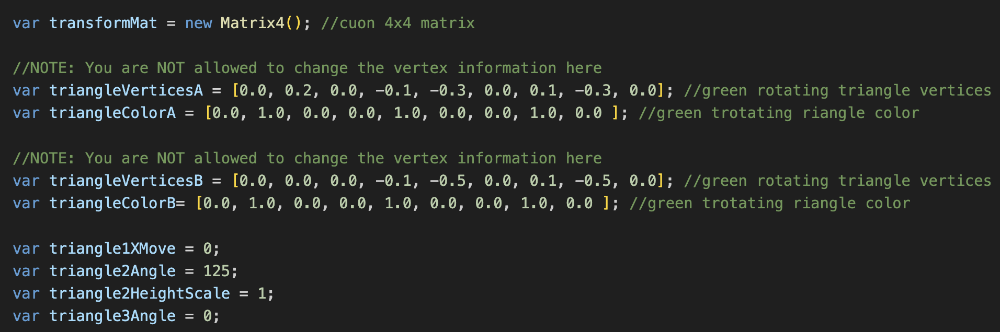 var transformMat = new Matrix4(); //cuon 4x4 matrix
//NOTE: You are NOT allowed to change the vertex information here
var triangleVerticesA = [0.0, 0.2, 0.0, -0.1, -0.3, 0.0, 0.1, -0.3, 0.0]; //green rotating triangle vertices
var triangleColorA = [0.0, 1.0, 0.0, 0.0, 1.0, 0.0, 0.0, 1.0, 0.0 ]; //green trotating riangle color
//NOTE: You are NOT allowed to change the vertex information here
var triangleVerticesB = [0.0, 0.0, 0.0, -0.1, -0.5, 0.0, 0.1, -0.5, 0.0]; //green rotating triangle vertices
var triangleColorB= [0.0, 1.0, 0.0, 0.0, 1.0, 0.0, 0.0, 1.0, 0.0 ]; //green trotating riangle color
var triangle1XMove = 0;
var triangle2Angle = 125;
var triangle2HeightScale = 1;
var triangle3Angle = 0;